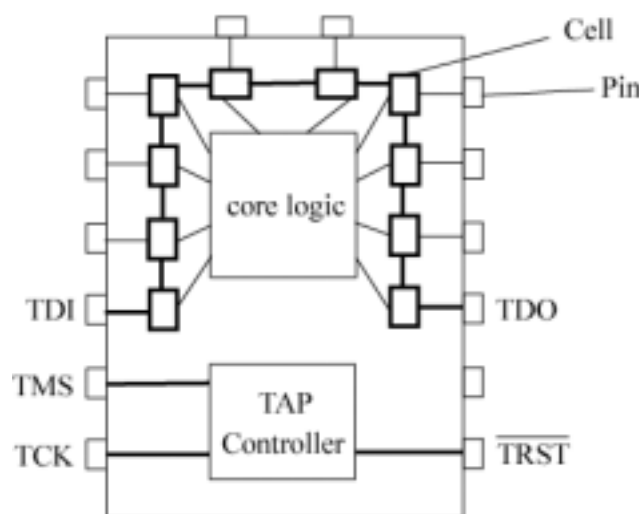 Cell
Pin
core logic
TDI
TDO
TMS
TAP
Controller
TCK
TRST